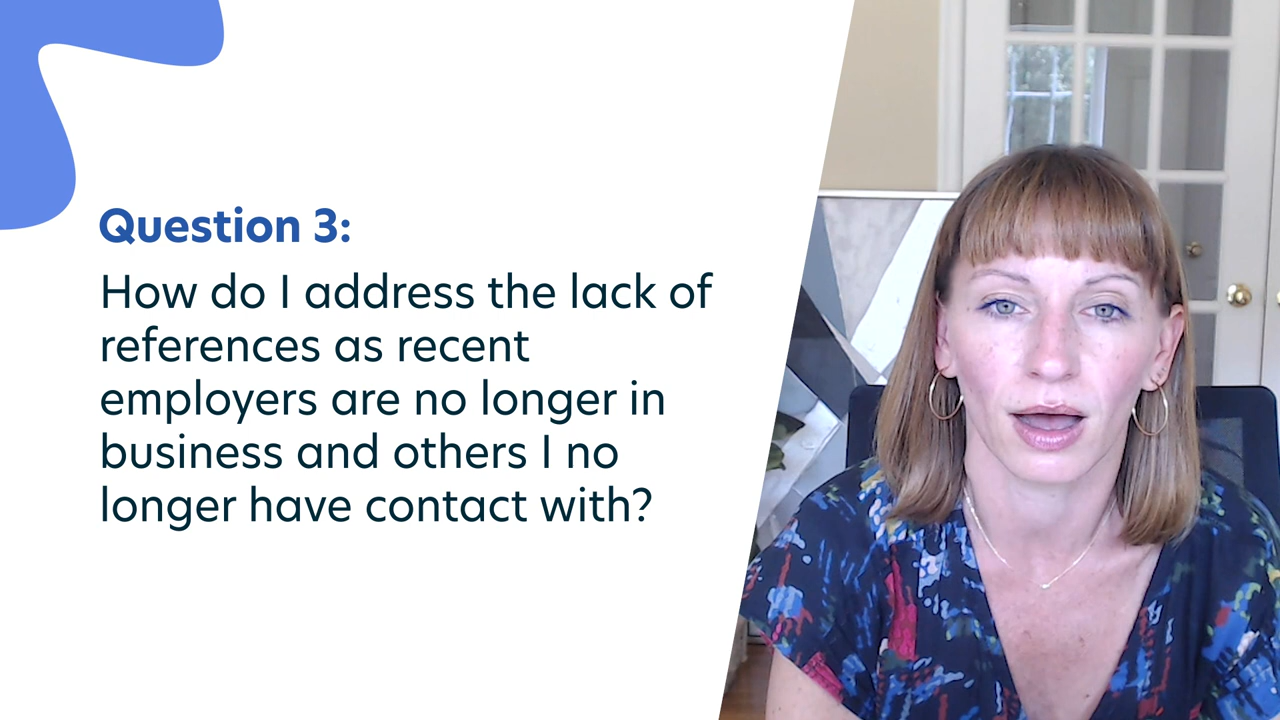 Question 3:
How do I address the lack of
references as recent
employers are no longer in
business and others I no
longer have contact with?